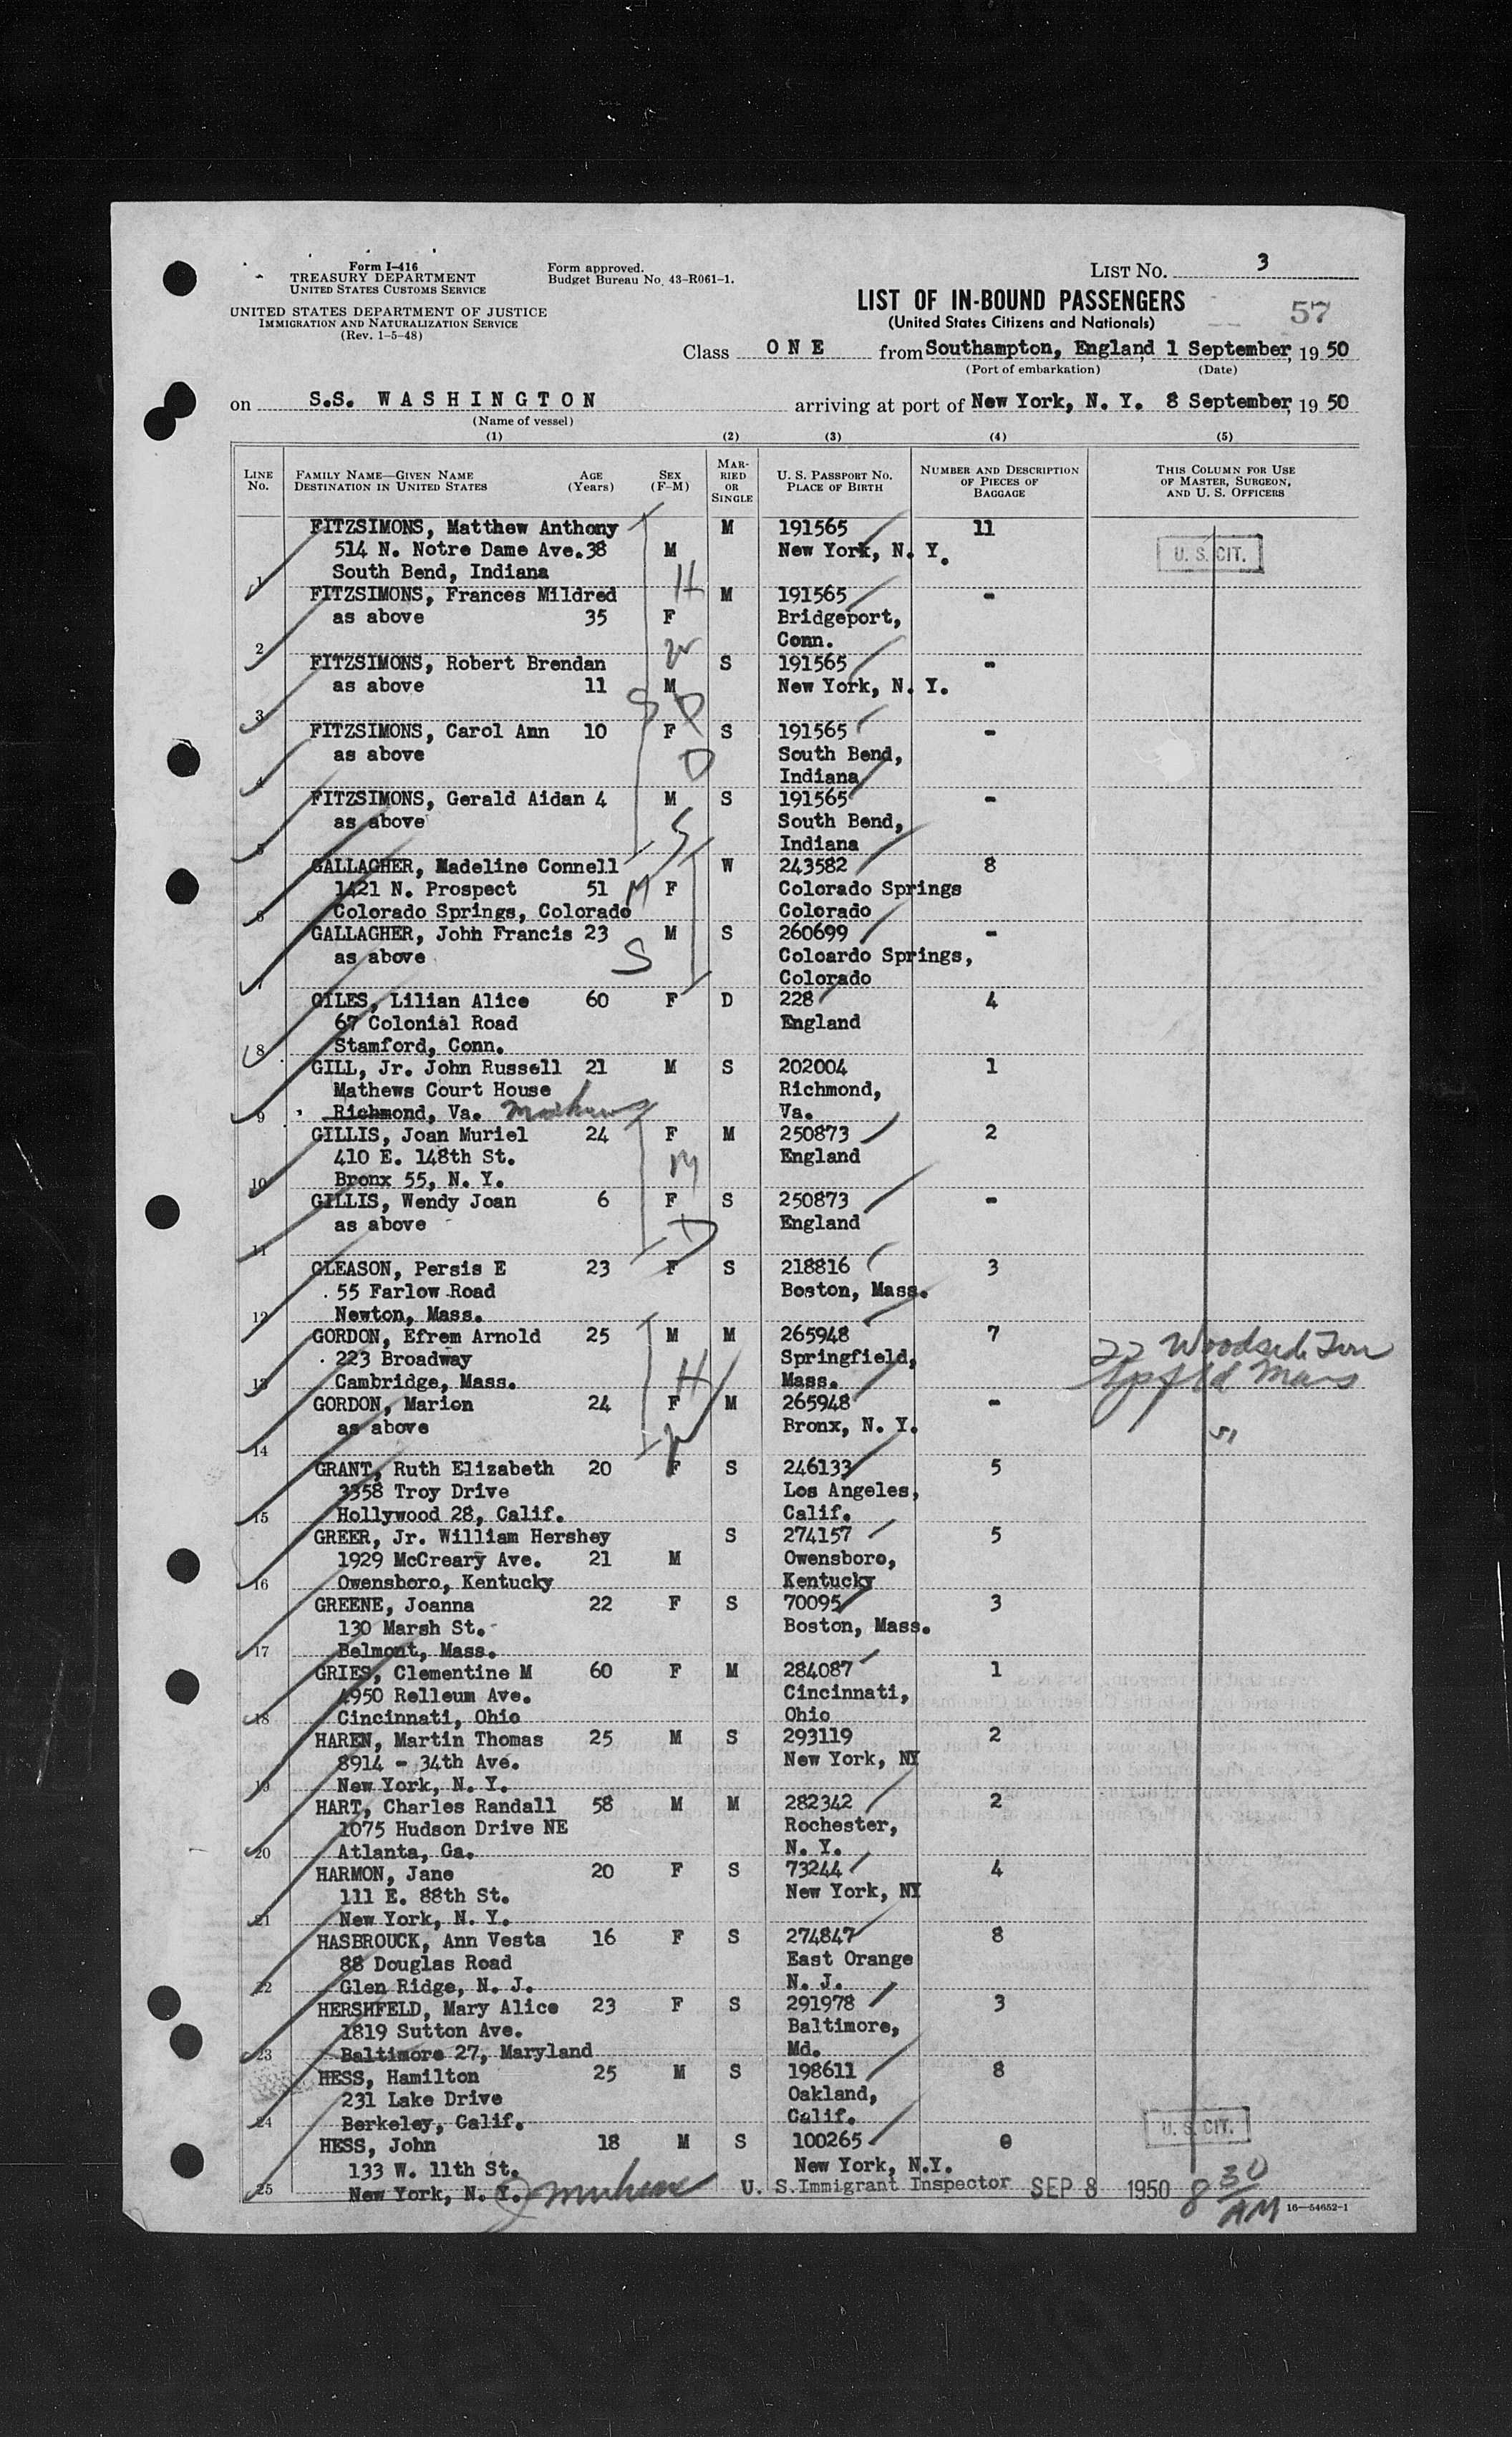 Form I-416
TREASURY DEPARTMENT
UNITED STATES CUSTOMS SERVICE
UNITED STATES DEPARTMENT OF JUSTICE
IMMIGRATION AND NATURALIZATION SERVICE
(Rev. 1-5-48)
Form approved.
Budget Bureau No. 43-R061-1.
LIST NO. 3
LIST OF IN-BOUND PASSENGERS
(United States Citizens and Nationals)
57
Class O N E from Southampton, England, 1 September, 19 50
(Port of embarkation) (Date)
on S.S. W A S H I N G T O N arriving at port of New York, N. Y. 8 September, 19 50
(Name of vessel)
(1) (2) (3) (4) (5)
LINE NO.
FAMILY NAME—GIVEN NAME
DESTINATION IN UNITED STATES
AGE
(Years)
SEX
(F-M)
MAR-
RIED
OR
SINGLE
U. S. PASSPORT NO.
PLACE OF BIRTH
NUMBER AND DESCRIPTION
OF PIECES OF
BAGGAGE
THIS COLUMN FOR USE
OF MASTER, SURGEON,
AND U. S. OFFICERS
FITZSIMONS, Matthew Anthony M 191565 11
514 N. Notre Dame Ave. 38 M New York, N. Y. U. S. CIT.
1 South Bend, Indiana H
FITZSIMONS, Frances Mildred M 191565 -
as above 35 F Bridgeport,
2 Conn. W
FITZSIMONS, Robert Brendan S 191565 -
as above 11 M New York, N. Y.
3 S D
FITZSIMONS, Carol Ann 10 F S 191565 -
as above South Bend, D
4 Indiana
FITZSIMONS, Gerald Aidan 4 M S 191565 -
as above South Bend, S
5 Indiana
GALLAGHER, Madeline Connell W 243582 8
1421 N. Prospect 51 M F Colorado Springs
6 Colorado Springs, Colorado Colorado
GALLAGHER, John Francis 23 M S 260699 -
as above S Coloardo Springs,
7 Colorado
GILES, Lilian Alice 60 F D 228 4
67 Colonial Road England
8 Stamford, Conn.
GILL, Jr. John Russell 21 M S 202004 1
Mathews Court House Richmond,
9 Richmond, Va. Mathews Va.
GILLIS, Joan Muriel 24 F M 250873 2
410 E. 148th St. M England
10 Bronx 55, N. Y.
GILLIS, Wendy Joan 6 F S 250873 -
as above D England
11
GLEASON, Persis E 23 F S 218816 3
55 Farlow Road Boston, Mass.
12 Newton, Mass.
GORDON, Efrem Arnold 25 M M 265948 7 22 Woodside Terr
223 Broadway Springfield, Spfld Mass
13 Cambridge, Mass. H Mass.
GORDON, Marion 24 F M 265948 -
as above W Bronx, N. Y. "
14
GRANT, Ruth Elizabeth 20 F S 246133 5
3358 Troy Drive Los Angeles,
15 Hollywood 28, Calif. Calif.
GREER, Jr. William Hershey S 274157 5
1929 McCreary Ave. 21 M Owensboro,
16 Owensboro, Kentucky Kentucky
GREENE, Joanna 22 F S 70095 3
130 Marsh St. Boston, Mass.
17 Belmont, Mass.
GRIES, Clementine M 60 F M 284087 1
4950 Relleum Ave. Cincinnati,
18 Cincinnati, Ohio Ohio
HAREN, Martin Thomas 25 M S 293119 2
8914 - 34th Ave. New York, NY
19 New York, N. Y.
HART, Charles Randall 58 M M 282342 2
1075 Hudson Drive NE Rochester,
20 Atlanta, Ga. N. Y.
HARMON, Jane 20 F S 73244 4
111 E. 88th St. New York, NY
21 New York, N. Y.
HASBROUCK, Ann Vesta 16 F S 274847 8
88 Douglas Road East Orange
22 Glen Ridge, N. J. N. J.
HERSHFELD, Mary Alice 23 F S 291978 3
1819 Sutton Ave. Baltimore,
23 Baltimore 27, Maryland Md.
HESS, Hamilton 25 M S 198611 8
231 Lake Drive Oakland,
24 Berkeley, Calif. Calif. U. S. CIT.
HESS, John 18 M S 100265 0
133 W. 11th St. New York, N.Y.
25 New York, N. Y. U. S. Immigrant Inspector SEP 8 1950 8 30 AM
16—54652-1